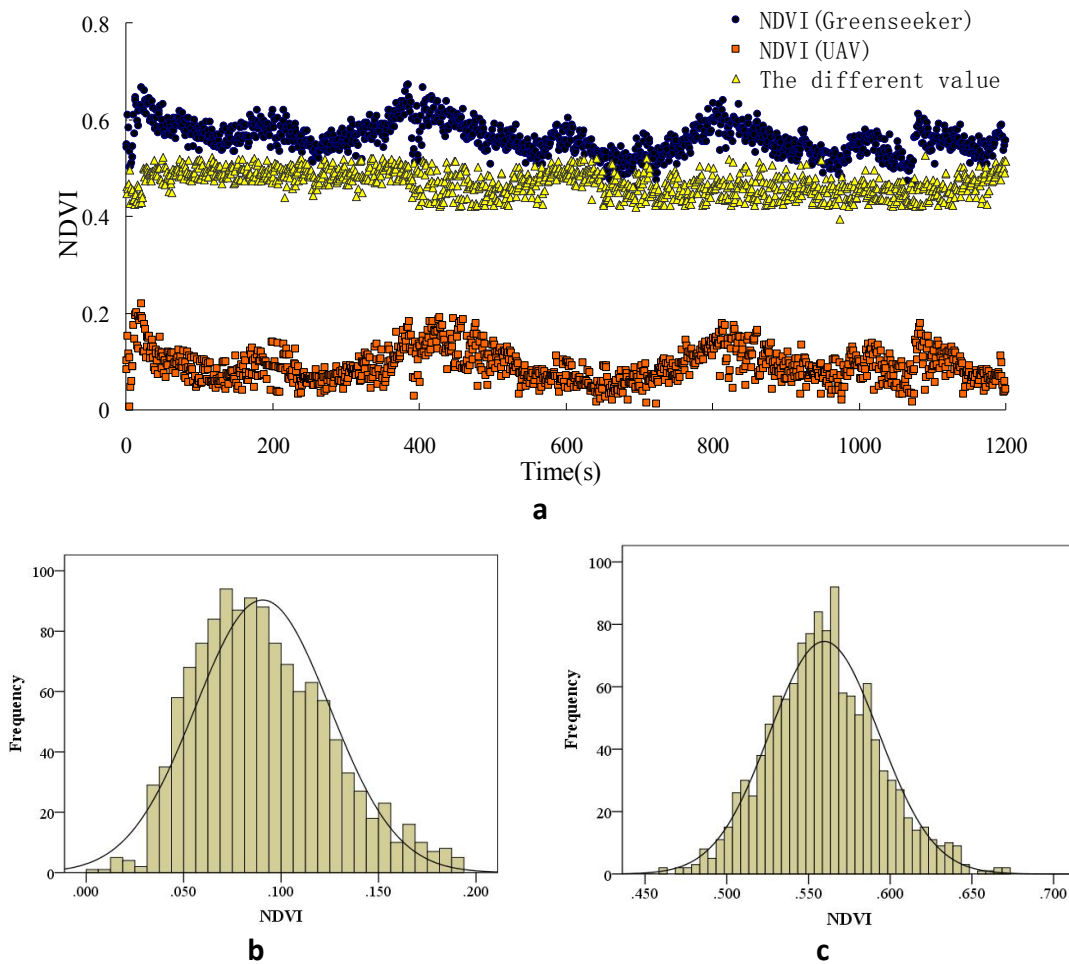 0.8
NDVI(Greenseeker)
NDVI(UAV)
The different value
0.6
NDVI
0.4
0.2
0
0 200 400 600 800 1000 1200
Time(s)
a
100
80
60
Frequency
40
20
0
.000 .050 .100 .150 .200
NDVI
b
100
80
60
Frequency
40
20
0
.450 .500 .550 .600 .650 .700
NDVI
c